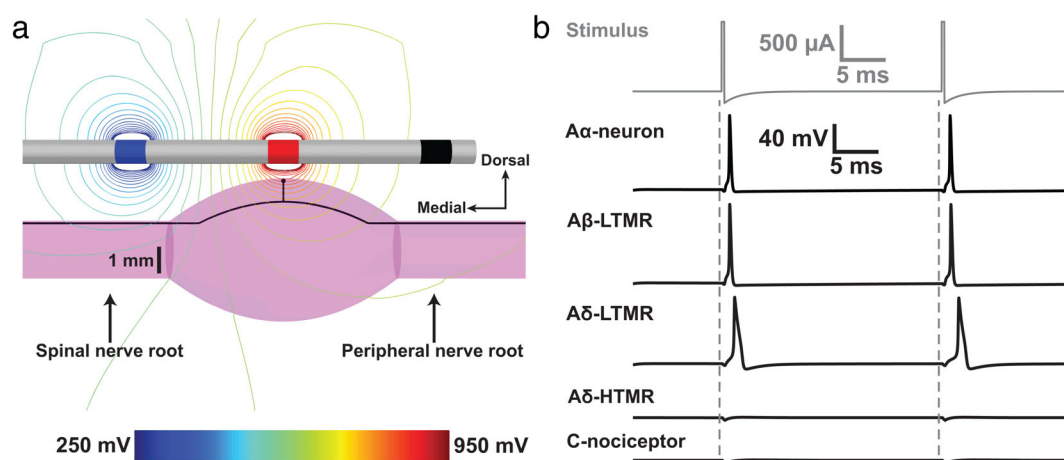 a
Dorsal
Medial
1 mm
Spinal nerve root
Peripheral nerve root
250 mV
950 mV
b
Stimulus
500 µA
5 ms
Aα-neuron
40 mV
5 ms
Aβ-LTMR
Aδ-LTMR
Aδ-HTMR
C-nociceptor